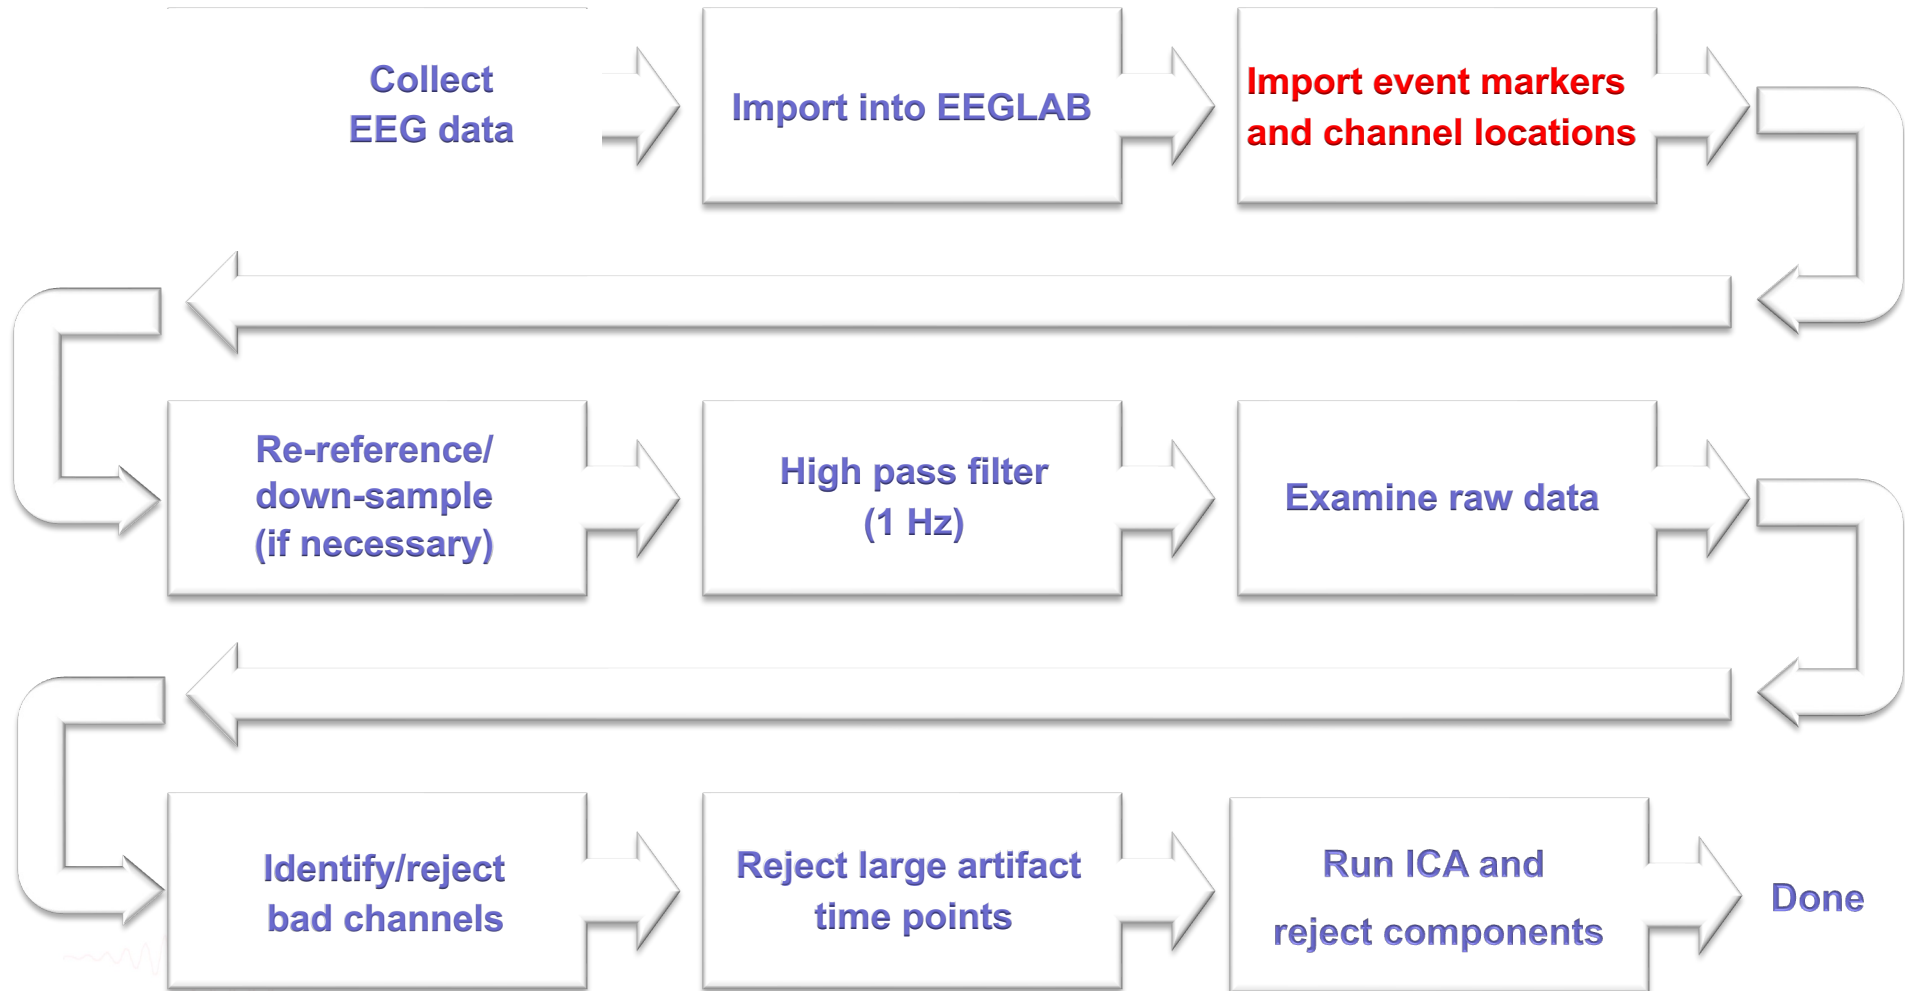 Collect
EEG data
Import into EEGLAB
Import event markers
and channel locations
Re-reference/
down-sample
(if necessary)
High pass filter
(1 Hz)
Examine raw data
Identify/reject
bad channels
Reject large artifact
time points
Run ICA and
reject components
Done